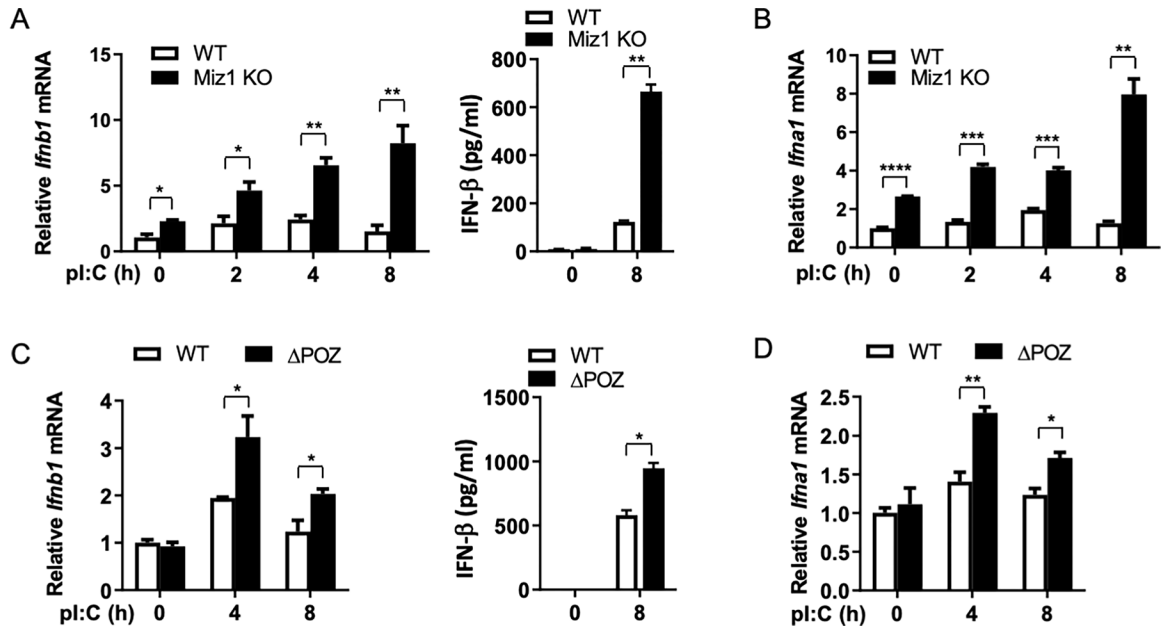 A
WT
Miz1 KO
Relative Ifnb1 mRNA
15
10
5
0
*
*
**
**
pI:C (h)
0 2 4 8
WT
Miz1 KO
IFN-β (pg/ml)
800
600
400
200
0
**
0 8
B
WT
Miz1 KO
Relative Ifna1 mRNA
10
8
6
4
2
0
****
***
***
**
pI:C (h)
0 2 4 8
C
WT ΔPOZ
Relative Ifnb1 mRNA
4
3
2
1
0
*
*
pI:C (h)
0 4 8
WT
ΔPOZ
IFN-β (pg/ml)
1500
1000
500
0
*
0 8
D
WT ΔPOZ
Relative Ifna1 mRNA
2.5
2.0
1.5
1.0
0.5
0.0
**
*
pI:C (h)
0 4 8